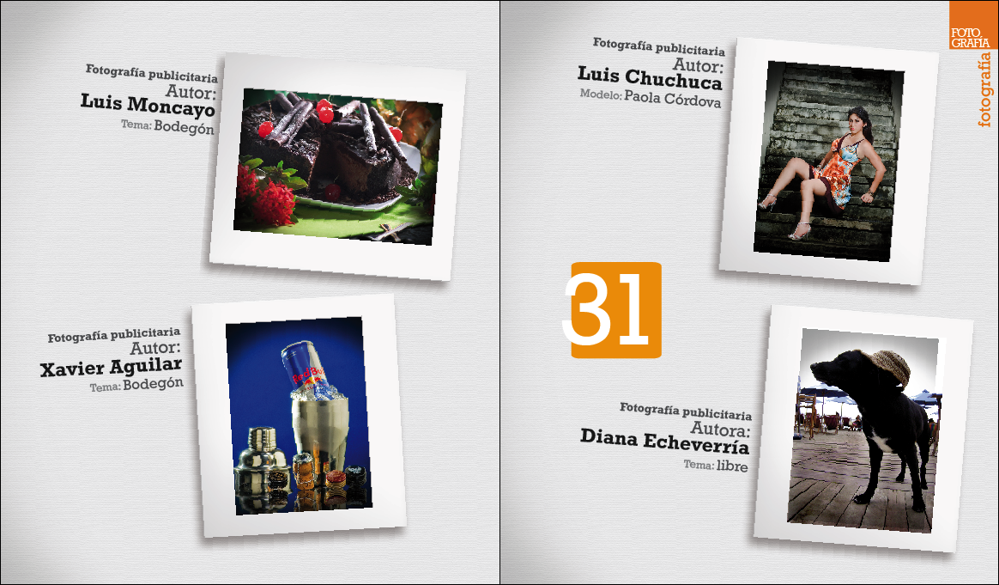 Fotografía publicitaria
Autor:
Luis Moncayo
Tema: Bodegón
Fotografía publicitaria
Autor:
Xavier Aguilar
Tema: Bodegón
Fotografía publicitaria
Autor:
Luis Chuchuca
Modelo: Paola Córdova
31
Fotografía publicitaria
Autora:
Diana Echeverría
Tema: libre
FOTO
GRAFÍA
fotografía
Red Bull